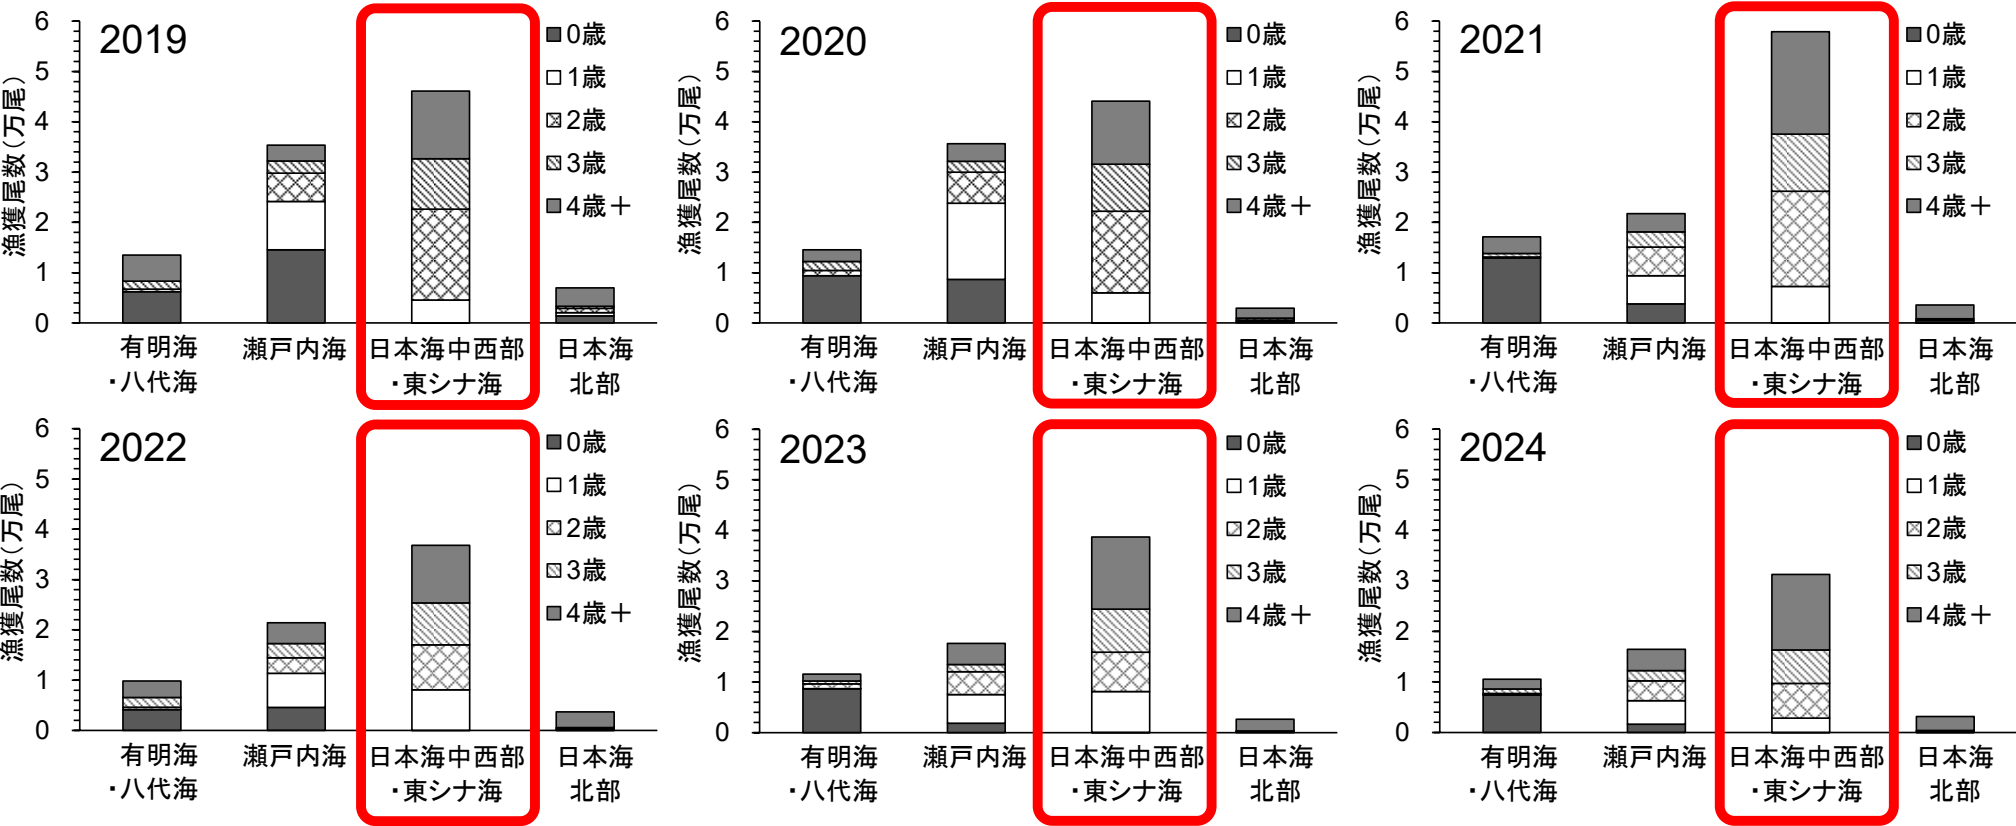 2019
漁獲尾数(万尾)
6
5
4
3
2
1
0
0歳
1歳
2歳
3歳
4歳+
有明海
・八代海
瀬戸内海
日本海中西部
・東シナ海
日本海
北部
2020
漁獲尾数(万尾)
6
5
4
3
2
1
0
0歳
1歳
2歳
3歳
4歳+
有明海
・八代海
瀬戸内海
日本海中西部
・東シナ海
日本海
北部
2021
漁獲尾数(万尾)
6
5
4
3
2
1
0
0歳
1歳
2歳
3歳
4歳+
有明海
・八代海
瀬戸内海
日本海中西部
・東シナ海
日本海
北部
2022
漁獲尾数(万尾)
6
5
4
3
2
1
0
0歳
1歳
2歳
3歳
4歳+
有明海
・八代海
瀬戸内海
日本海中西部
・東シナ海
日本海
北部
2023
漁獲尾数(万尾)
6
5
4
3
2
1
0
0歳
1歳
2歳
3歳
4歳+
有明海
・八代海
瀬戸内海
日本海中西部
・東シナ海
日本海
北部
2024
漁獲尾数(万尾)
6
5
4
3
2
1
0
0歳
1歳
2歳
3歳
4歳+
有明海
・八代海
瀬戸内海
日本海中西部
・東シナ海
日本海
北部